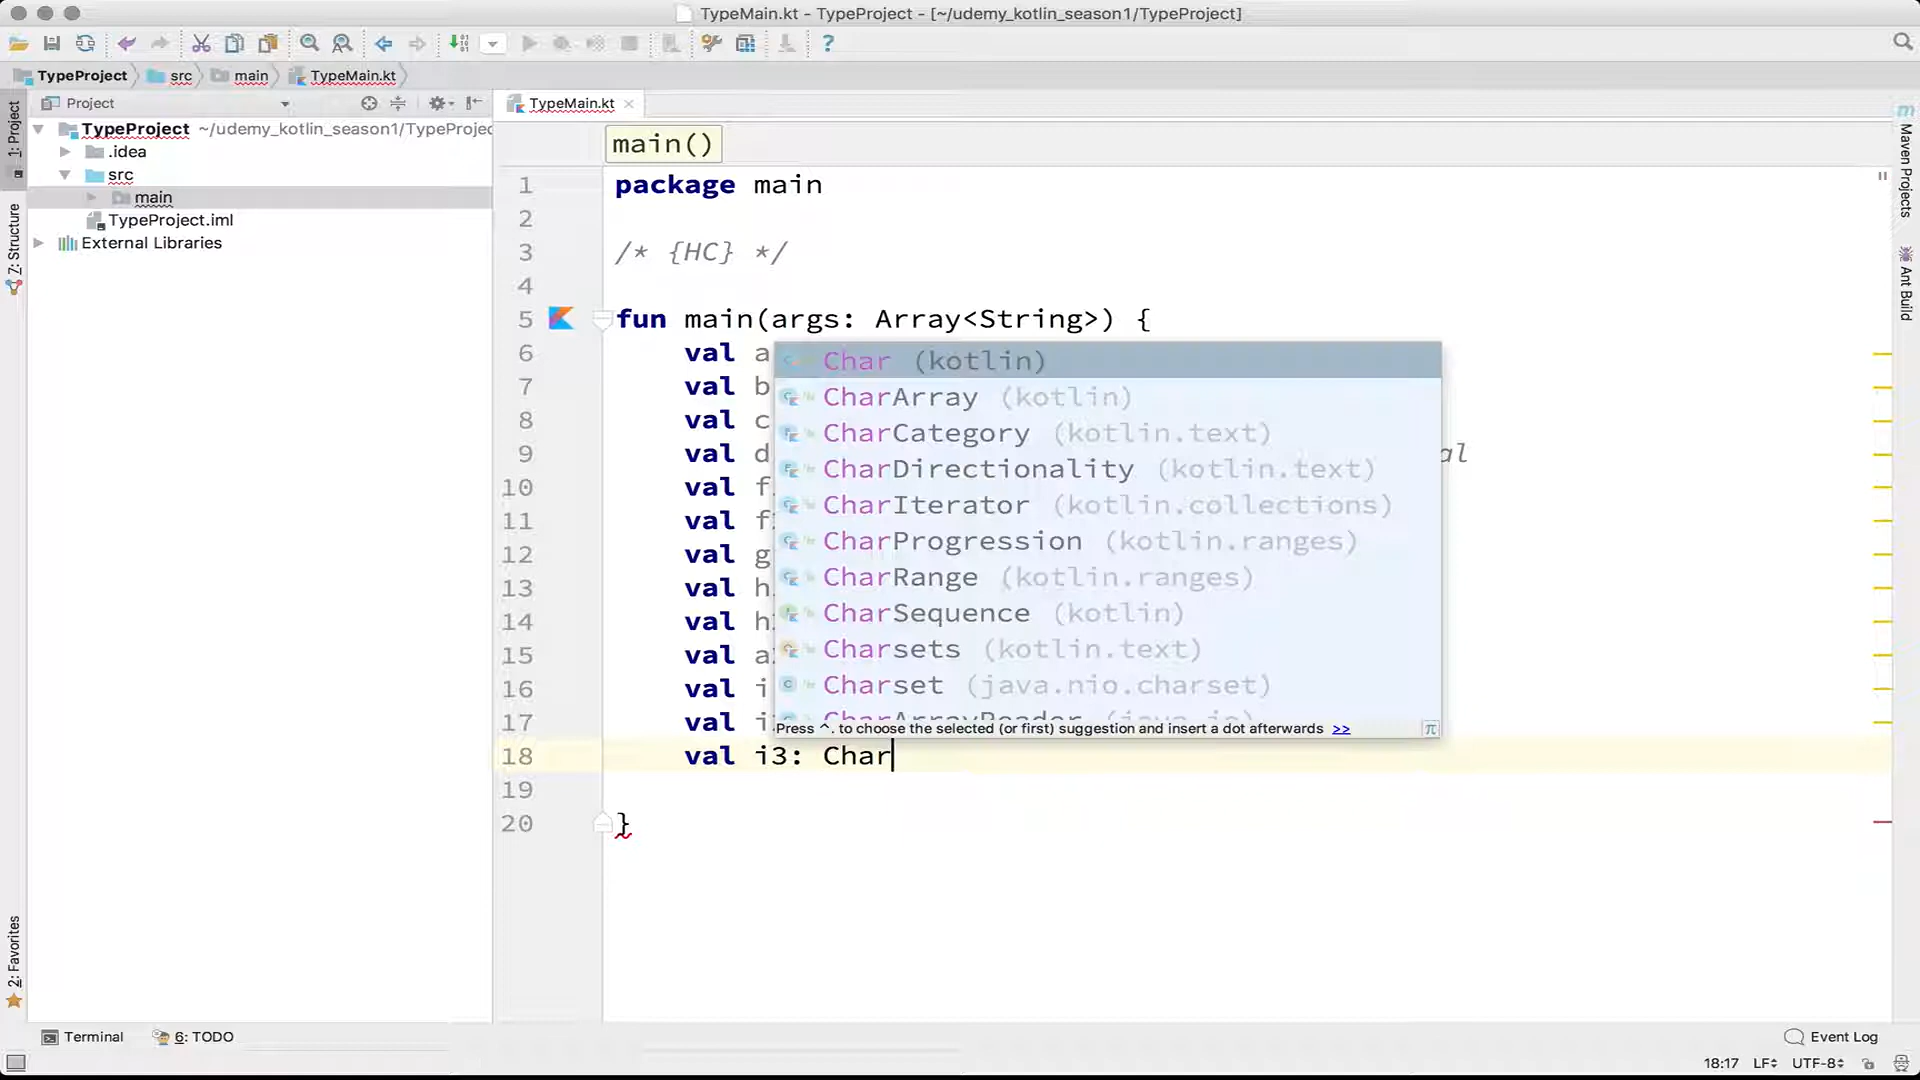 TypeMain.kt - TypeProject - [~/udemy_kotlin_season1/TypeProject]
TypeProject src main TypeMain.kt
1: Project
7: Structure
2: Favorites
Project
TypeProject ~/udemy_kotlin_season1/TypeProjec
.idea
src
main
TypeProject.iml
External Libraries
TypeMain.kt
main()
1 package main
2
3 /* {HC} */
4
5 fun main(args: Array<String>) {
6 val a
7 val b
8 val c
9 val d al
10 val f
11 val f
12 val g
13 val h
14 val h
15 val a
16 val i
17 val i
18 val i3: Char
19
20 }
Char (kotlin)
CharArray (kotlin)
CharCategory (kotlin.text)
CharDirectionality (kotlin.text)
CharIterator (kotlin.collections)
CharProgression (kotlin.ranges)
CharRange (kotlin.ranges)
CharSequence (kotlin)
Charsets (kotlin.text)
Charset (java.nio.charset)
CharArrayReader (java.io)
Press ^. to choose the selected (or first) suggestion and insert a dot afterwards >>
π
m Maven Projects
Ant Build
Terminal 6: TODO Event Log
18:17 LF UTF-8